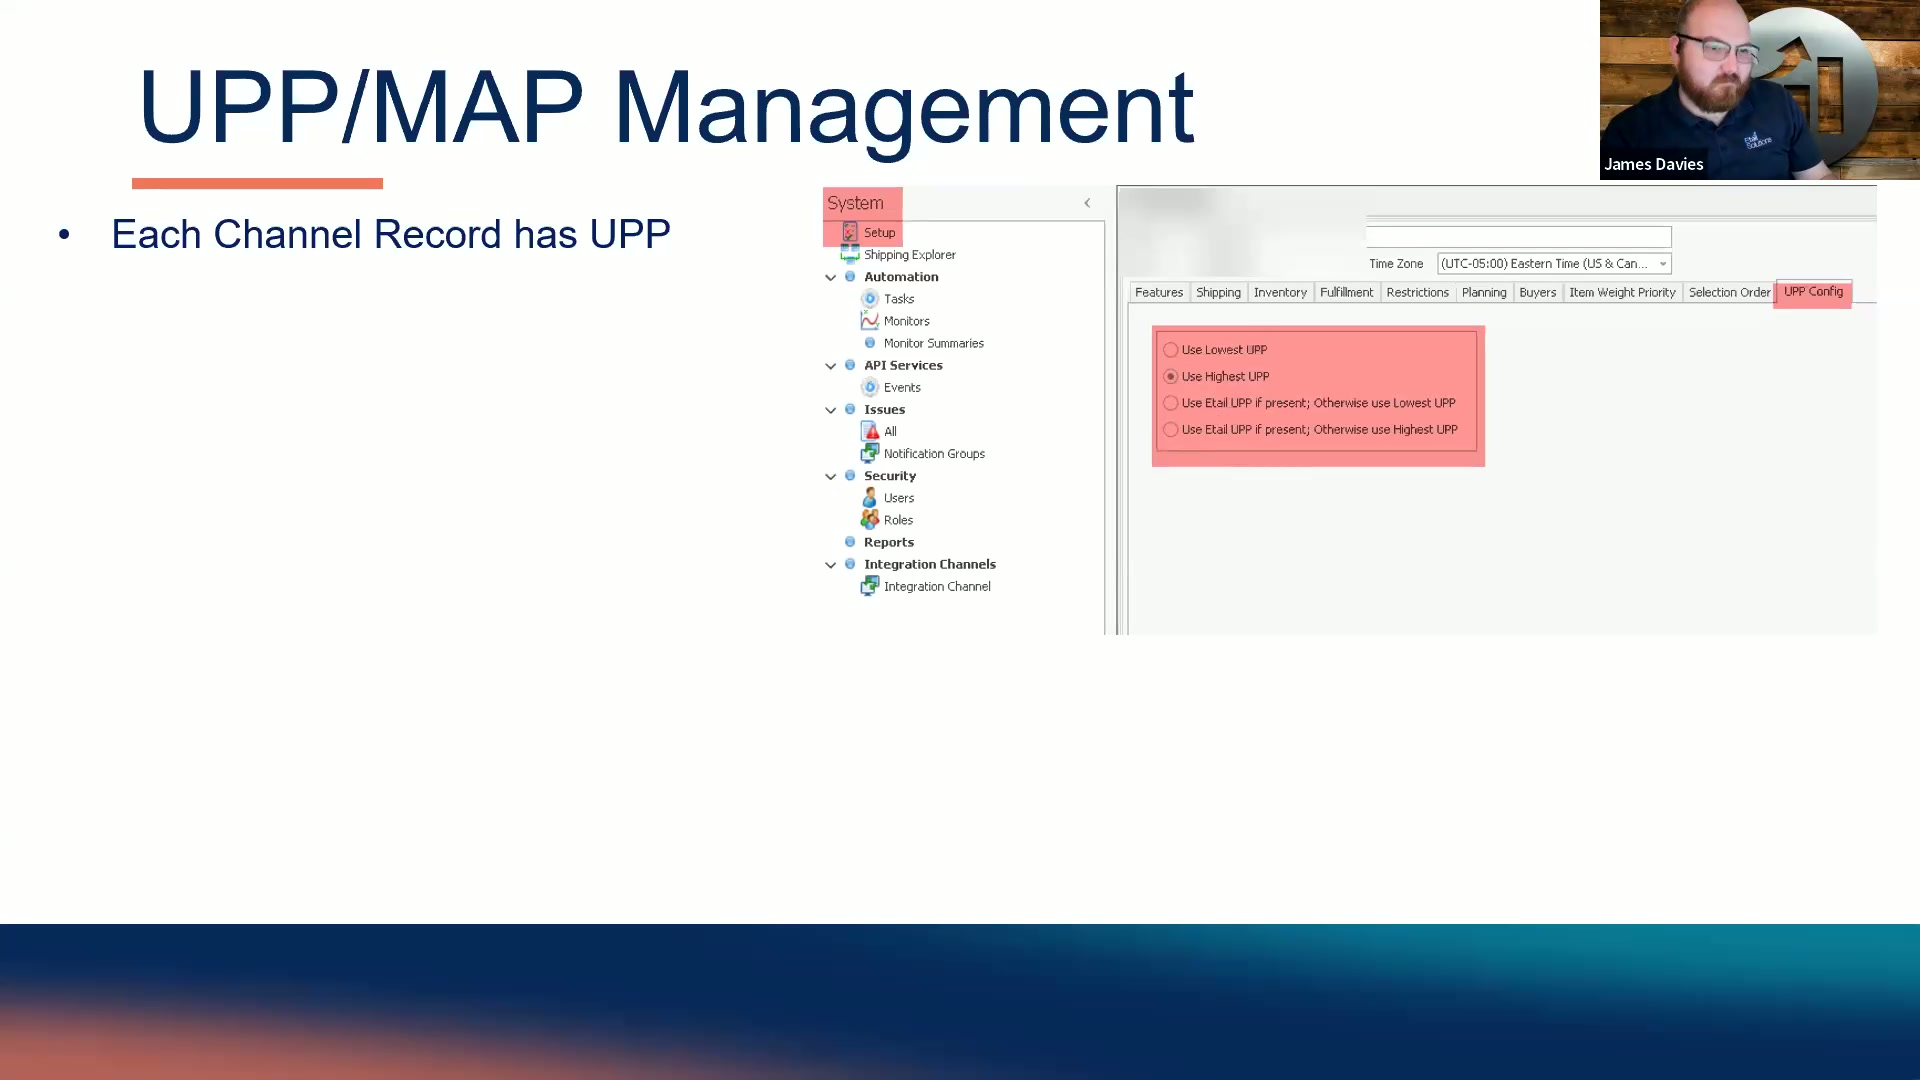 UPP/MAP Management
James Davies
Etail
Solutions
• Each Channel Record has UPP
System
Setup
Shipping Explorer
Automation
Tasks
Monitors
Monitor Summaries
API Services
Events
Issues
All
Notification Groups
Security
Users
Roles
Reports
Integration Channels
Integration Channel
Time Zone (UTC-05:00) Eastern Time (US & Can...
Features Shipping Inventory Fulfillment Restrictions Planning Buyers Item Weight Priority Selection Order UPP Config
Use Lowest UPP
Use Highest UPP
Use Etail UPP if present; Otherwise use Lowest UPP
Use Etail UPP if present; Otherwise use Highest UPP